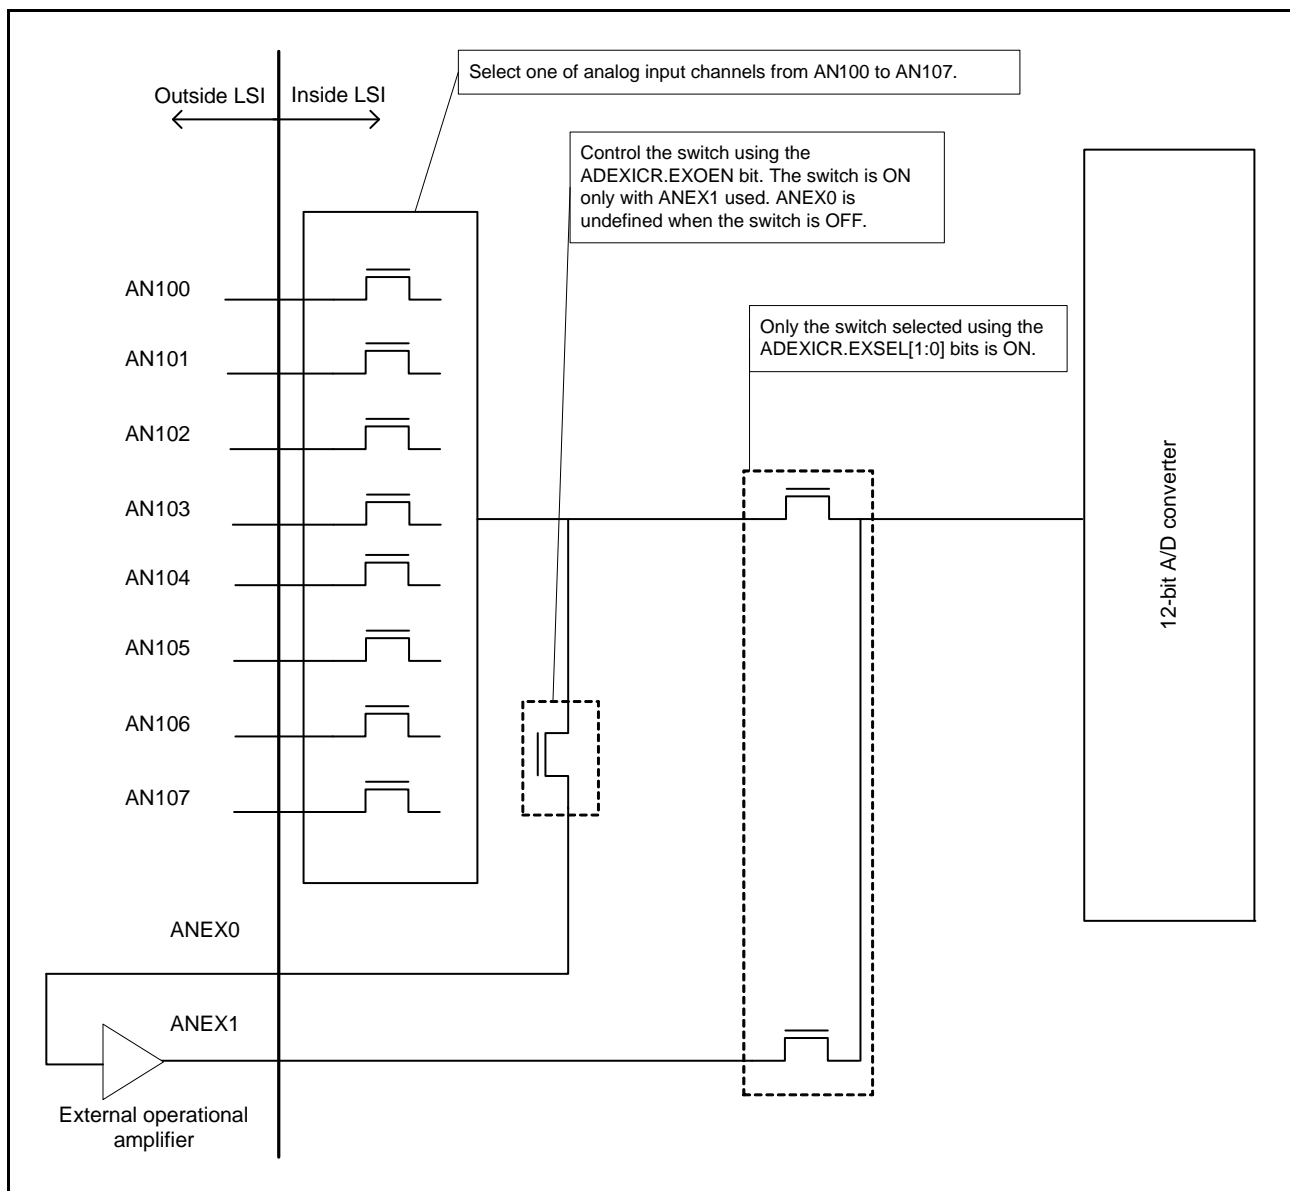 Select one of analog input channels from AN100 to AN107.
Outside LSI
Inside LSI
Control the switch using the
ADEXICR.EXOEN bit. The switch is ON
only with ANEX1 used. ANEX0 is
undefined when the switch is OFF.
AN100
Only the switch selected using the
ADEXICR.EXSEL[1:0] bits is ON.
AN101
AN102
AN103
AN104
AN105
AN106
AN107
12-bit A/D converter
ANEX0
ANEX1
External operational
amplifier